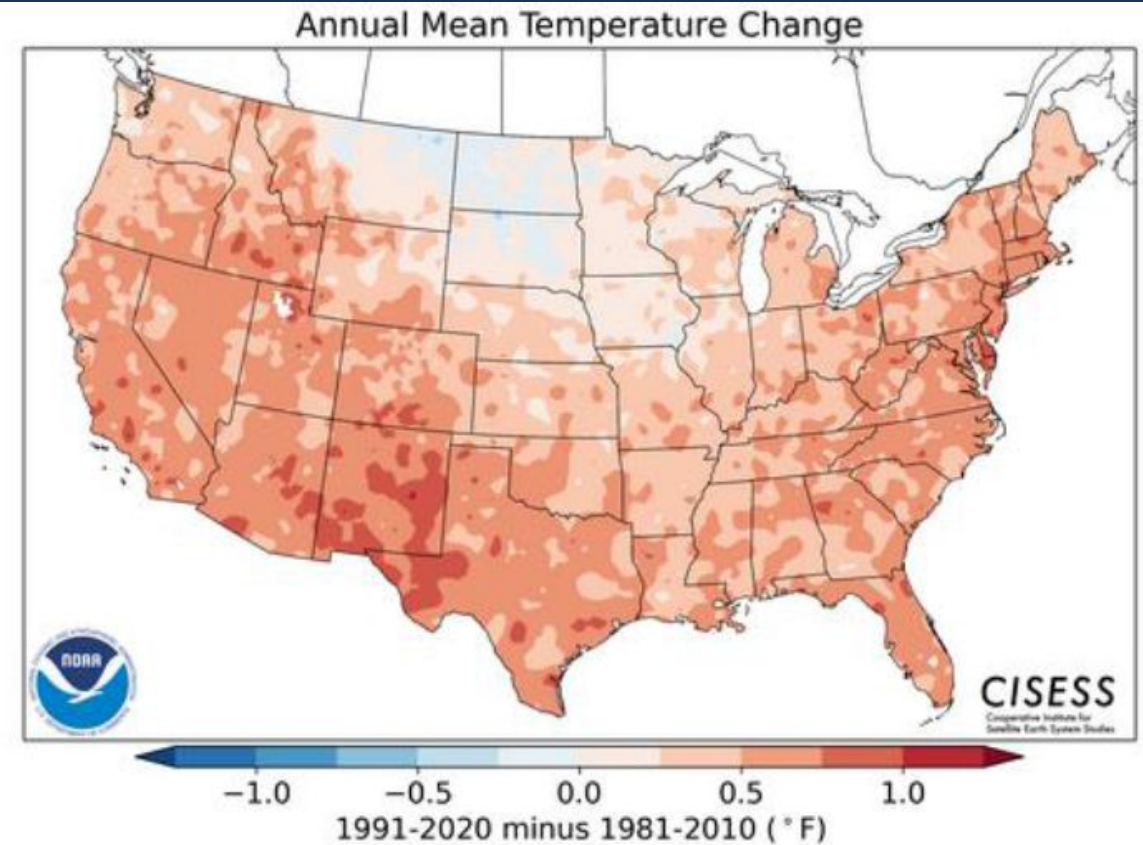 Annual Mean Temperature Change
NOAA
CISESS
Cooperative Institute for
Satellite Earth System Studies
−1.0 −0.5 0.0 0.5 1.0
1991-2020 minus 1981-2010 (°F)